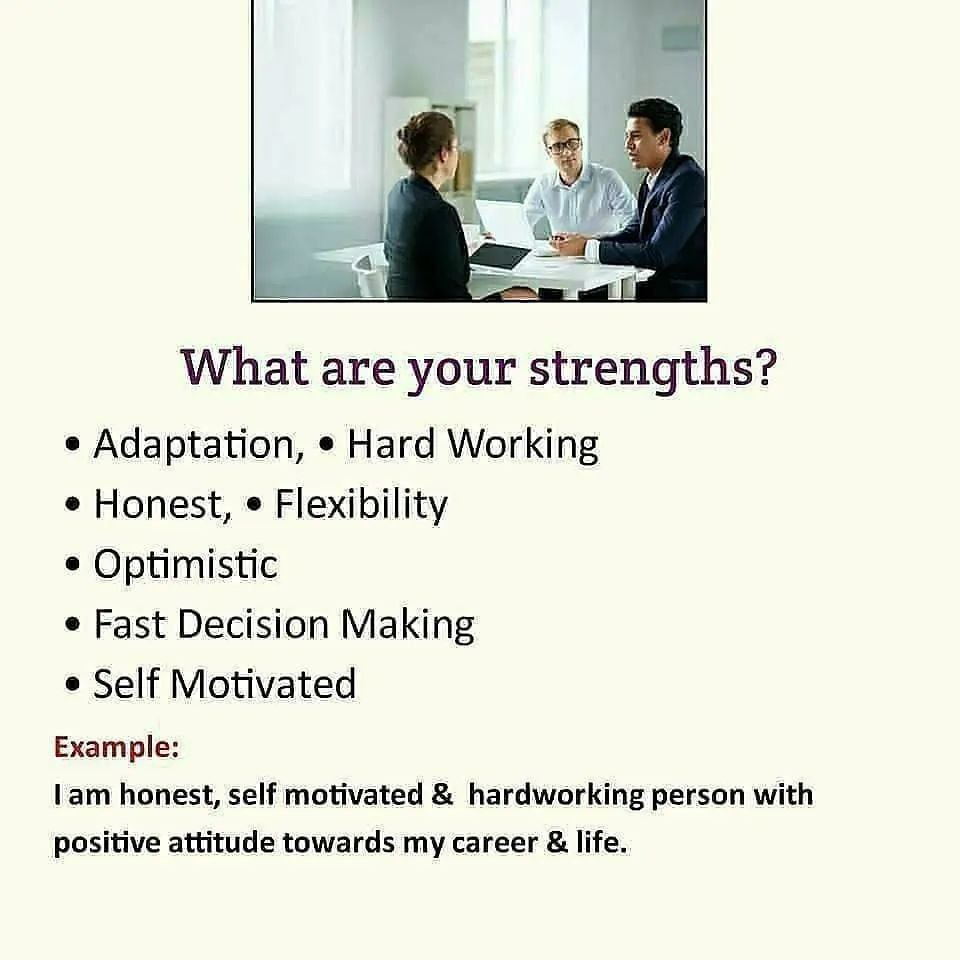 What are your strengths?
• Adaptation, • Hard Working
• Honest, • Flexibility
• Optimistic
• Fast Decision Making
• Self Motivated
Example:
I am honest, self motivated & hardworking person with
positive attitude towards my career & life.